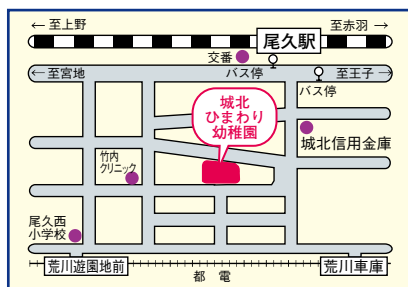 ← 至上野
至赤羽 →
尾久駅
交番
バス停
← 至宮地
至王子 →
バス停
城北
ひまわり
幼稚園
城北信用金庫
竹内
クリニック
尾久西
小学校
荒川遊園地前
都電
荒川車庫